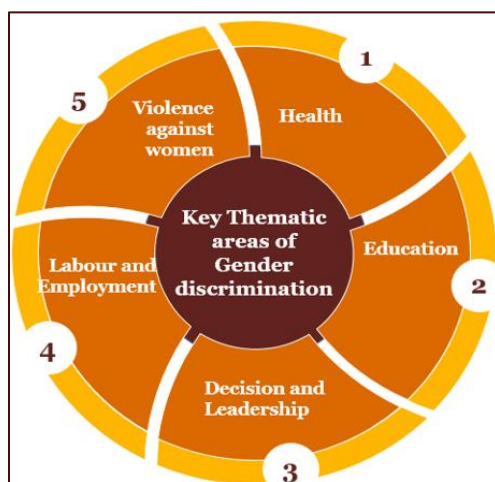 Key Thematic
areas of
Gender
discrimination
1
Health
2
Education
3
Decision and
Leadership
4
Labour and
Employment
5
Violence
against
women